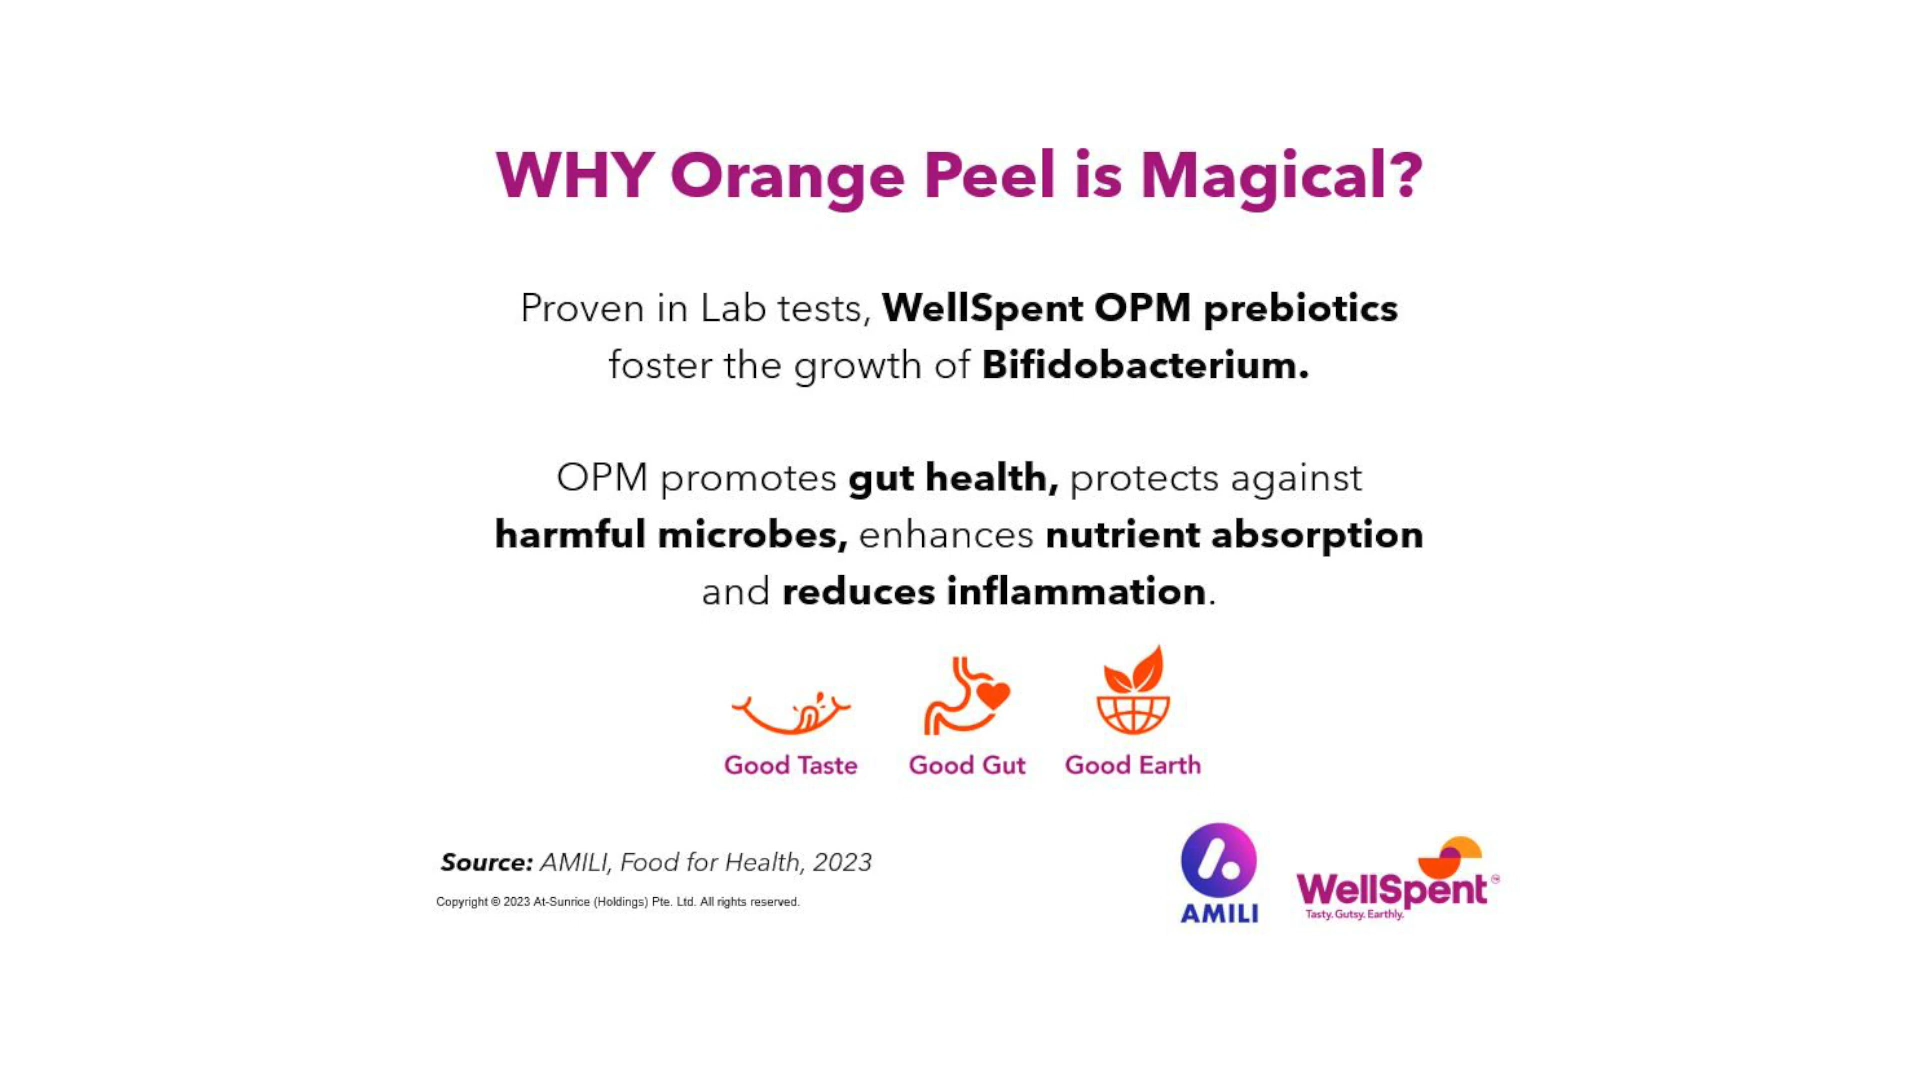 WHY Orange Peel is Magical?
Proven in Lab tests, WellSpent OPM prebiotics
foster the growth of Bifidobacterium.
OPM promotes gut health, protects against
harmful microbes, enhances nutrient absorption
and reduces inflammation.
Good Taste Good Gut Good Earth
Source: AMILI, Food for Health, 2023
Copyright © 2023 At-Sunrice (Holdings) Pte. Ltd. All rights reserved.
AMILI
WellSpent
Tasty. Gutsy. Earthly.